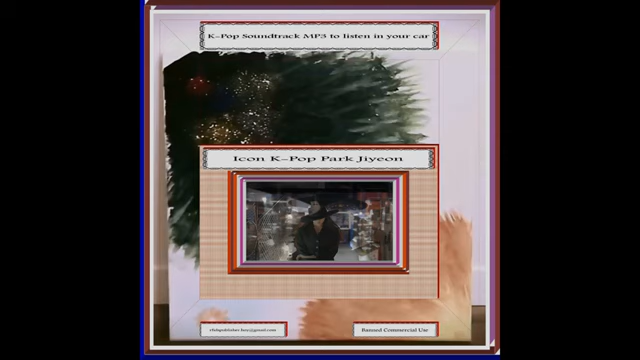 K-Pop Soundtrack MP3 to listen in your car
Icon K-Pop Park Jiyeon
Banned Commercial Use